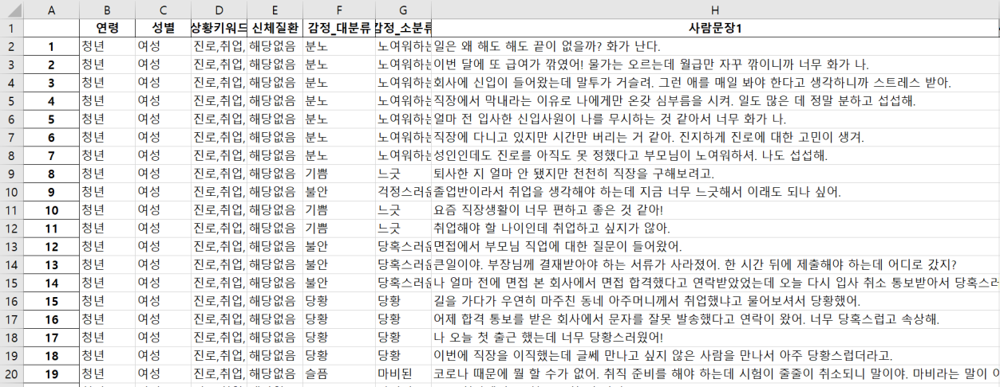 A B C D E F G H
1 연령 성별 상황키워드 신체질환 감정_대분류 감정_소분류 사람문장1
2 1 청년 여성 진로,취업, 해당없음 분노 노여워하는 일은 왜 해도 해도 끝이 없을까? 화가 난다.
3 2 청년 여성 진로,취업, 해당없음 분노 노여워하는 이번 달에 또 급여가 깎였어! 물가는 오르는데 월급만 자꾸 깎이니까 너무 화가 나.
4 3 청년 여성 진로,취업, 해당없음 분노 노여워하는 회사에 신입이 들어왔는데 말투가 거슬려. 그런 애를 매일 봐야 한다고 생각하니까 스트레스 받아.
5 4 청년 여성 진로,취업, 해당없음 분노 노여워하는 직장에서 막내라는 이유로 나에게만 온갖 심부름을 시켜. 일도 많은 데 정말 분하고 섭섭해.
6 5 청년 여성 진로,취업, 해당없음 분노 노여워하는 얼마 전 입사한 신입사원이 나를 무시하는 것 같아서 너무 화가 나.
7 6 청년 여성 진로,취업, 해당없음 분노 노여워하는 직장에 다니고 있지만 시간만 버리는 거 같아. 진지하게 진로에 대한 고민이 생겨.
8 7 청년 여성 진로,취업, 해당없음 분노 노여워하는 성인인데도 진로를 아직도 못 정했다고 부모님이 노여워하셔. 나도 섭섭해.
9 8 청년 여성 진로,취업, 해당없음 기쁨 느긋 퇴사한 지 얼마 안 됐지만 천천히 직장을 구해보려고.
10 9 청년 여성 진로,취업, 해당없음 불안 걱정스러운 졸업반이라서 취업을 생각해야 하는데 지금 너무 느긋해서 이래도 되나 싶어.
11 10 청년 여성 진로,취업, 해당없음 기쁨 느긋 요즘 직장생활이 너무 편하고 좋은 것 같아!
12 11 청년 여성 진로,취업, 해당없음 기쁨 느긋 취업해야 할 나이인데 취업하고 싶지가 않아.
13 12 청년 여성 진로,취업, 해당없음 불안 당혹스러운 면접에서 부모님 직업에 대한 질문이 들어왔어.
14 13 청년 여성 진로,취업, 해당없음 불안 당혹스러운 큰일이야. 부장님께 결재받아야 하는 서류가 사라졌어. 한 시간 뒤에 제출해야 하는데 어디로 갔지?
15 14 청년 여성 진로,취업, 해당없음 불안 당혹스러운 나 얼마 전에 면접 본 회사에서 면접 합격했다고 연락받았었는데 오늘 다시 입사 취소 통보받아서 당혹스러
16 15 청년 여성 진로,취업, 해당없음 당황 당황 길을 가다가 우연히 마주친 동네 아주머니께서 취업했냐고 물어보셔서 당황했어.
17 16 청년 여성 진로,취업, 해당없음 당황 당황 어제 합격 통보를 받은 회사에서 문자를 잘못 발송했다고 연락이 왔어. 너무 당혹스럽고 속상해.
18 17 청년 여성 진로,취업, 해당없음 당황 당황 나 오늘 첫 출근 했는데 너무 당황스러웠어!
19 18 청년 여성 진로,취업, 해당없음 당황 당황 이번에 직장을 이직했는데 글쎄 만나고 싶지 않은 사람을 만나서 아주 당황스럽더라고.
20 19 청년 여성 진로,취업, 해당없음 슬픔 마비된 코로나 때문에 뭘 할 수가 없어. 취직 준비를 해야 하는데 시험이 줄줄이 취소되니 말이야. 마비라는 말이